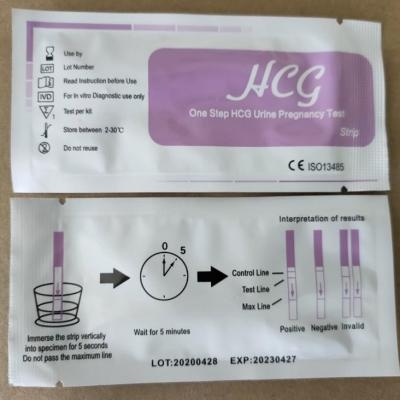 Use by
LOT Lot Number
Read Instruction before Use
IVD For In vitro Diagnostic use only
1 Test per kit
Store between 2-30℃
2 Do not reuse
HCG
One Step HCG Urine Pregnancy Test
Strip
CE ISO13485
0
5
Immerse the strip vertically
into specimen for 5 seconds
Do not pass the maximum line
Wait for 5 minutes
Interpretation of results
Control Line
Test Line
Max Line
Positive Negative Invalid
LOT:20200428 EXP:20230427